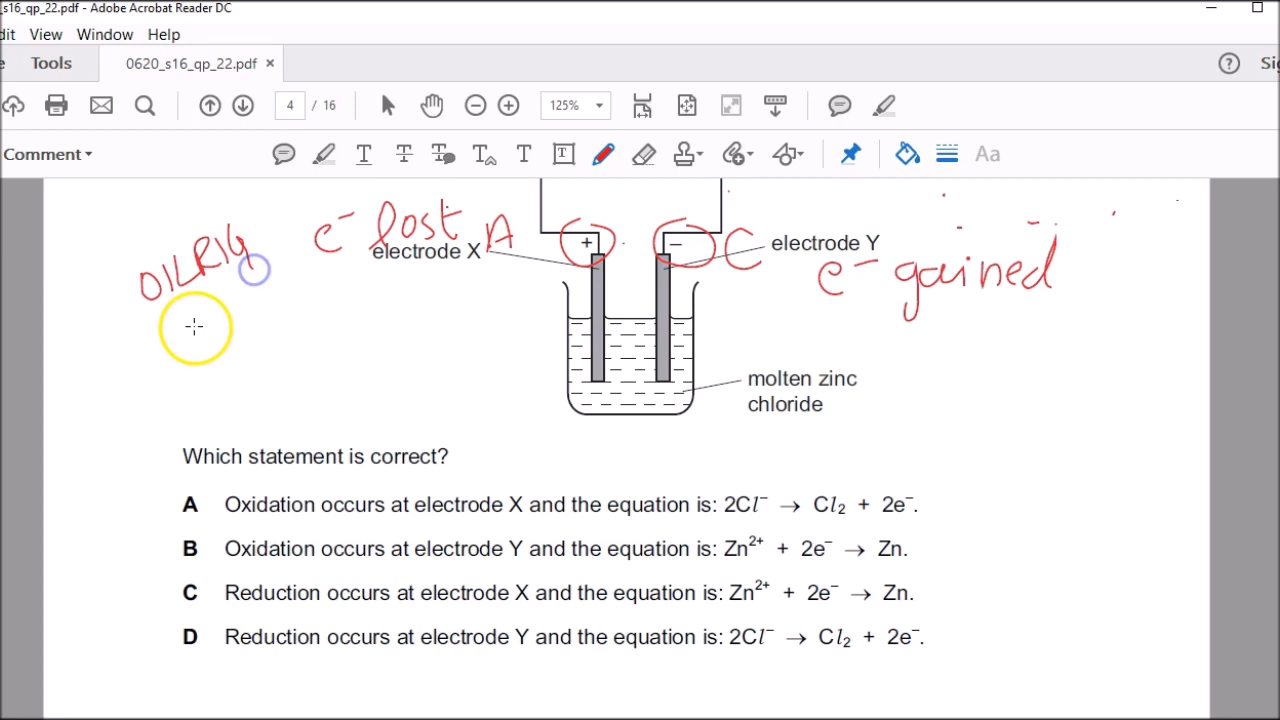 _s16_qp_22.pdf - Adobe Acrobat Reader DC
dit View Window Help
e Tools 0620_s16_qp_22.pdf × ? Sig
4 / 16 125%
Comment Aa
e⁻ lost A + − C
OILRIG electrode X electrode Y
e⁻ gained
molten zinc
chloride
Which statement is correct?
A Oxidation occurs at electrode X and the equation is: 2Cl⁻ → Cl₂ + 2e⁻.
B Oxidation occurs at electrode Y and the equation is: Zn²⁺ + 2e⁻ → Zn.
C Reduction occurs at electrode X and the equation is: Zn²⁺ + 2e⁻ → Zn.
D Reduction occurs at electrode Y and the equation is: 2Cl⁻ → Cl₂ + 2e⁻.